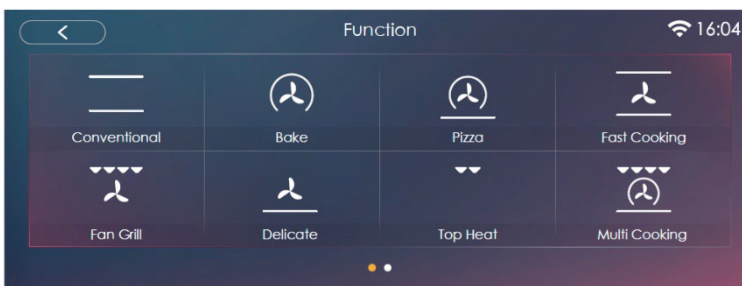 Function
16:04
Conventional
Bake
Pizza
Fast Cooking
Fan Grill
Delicate
Top Heat
Multi Cooking